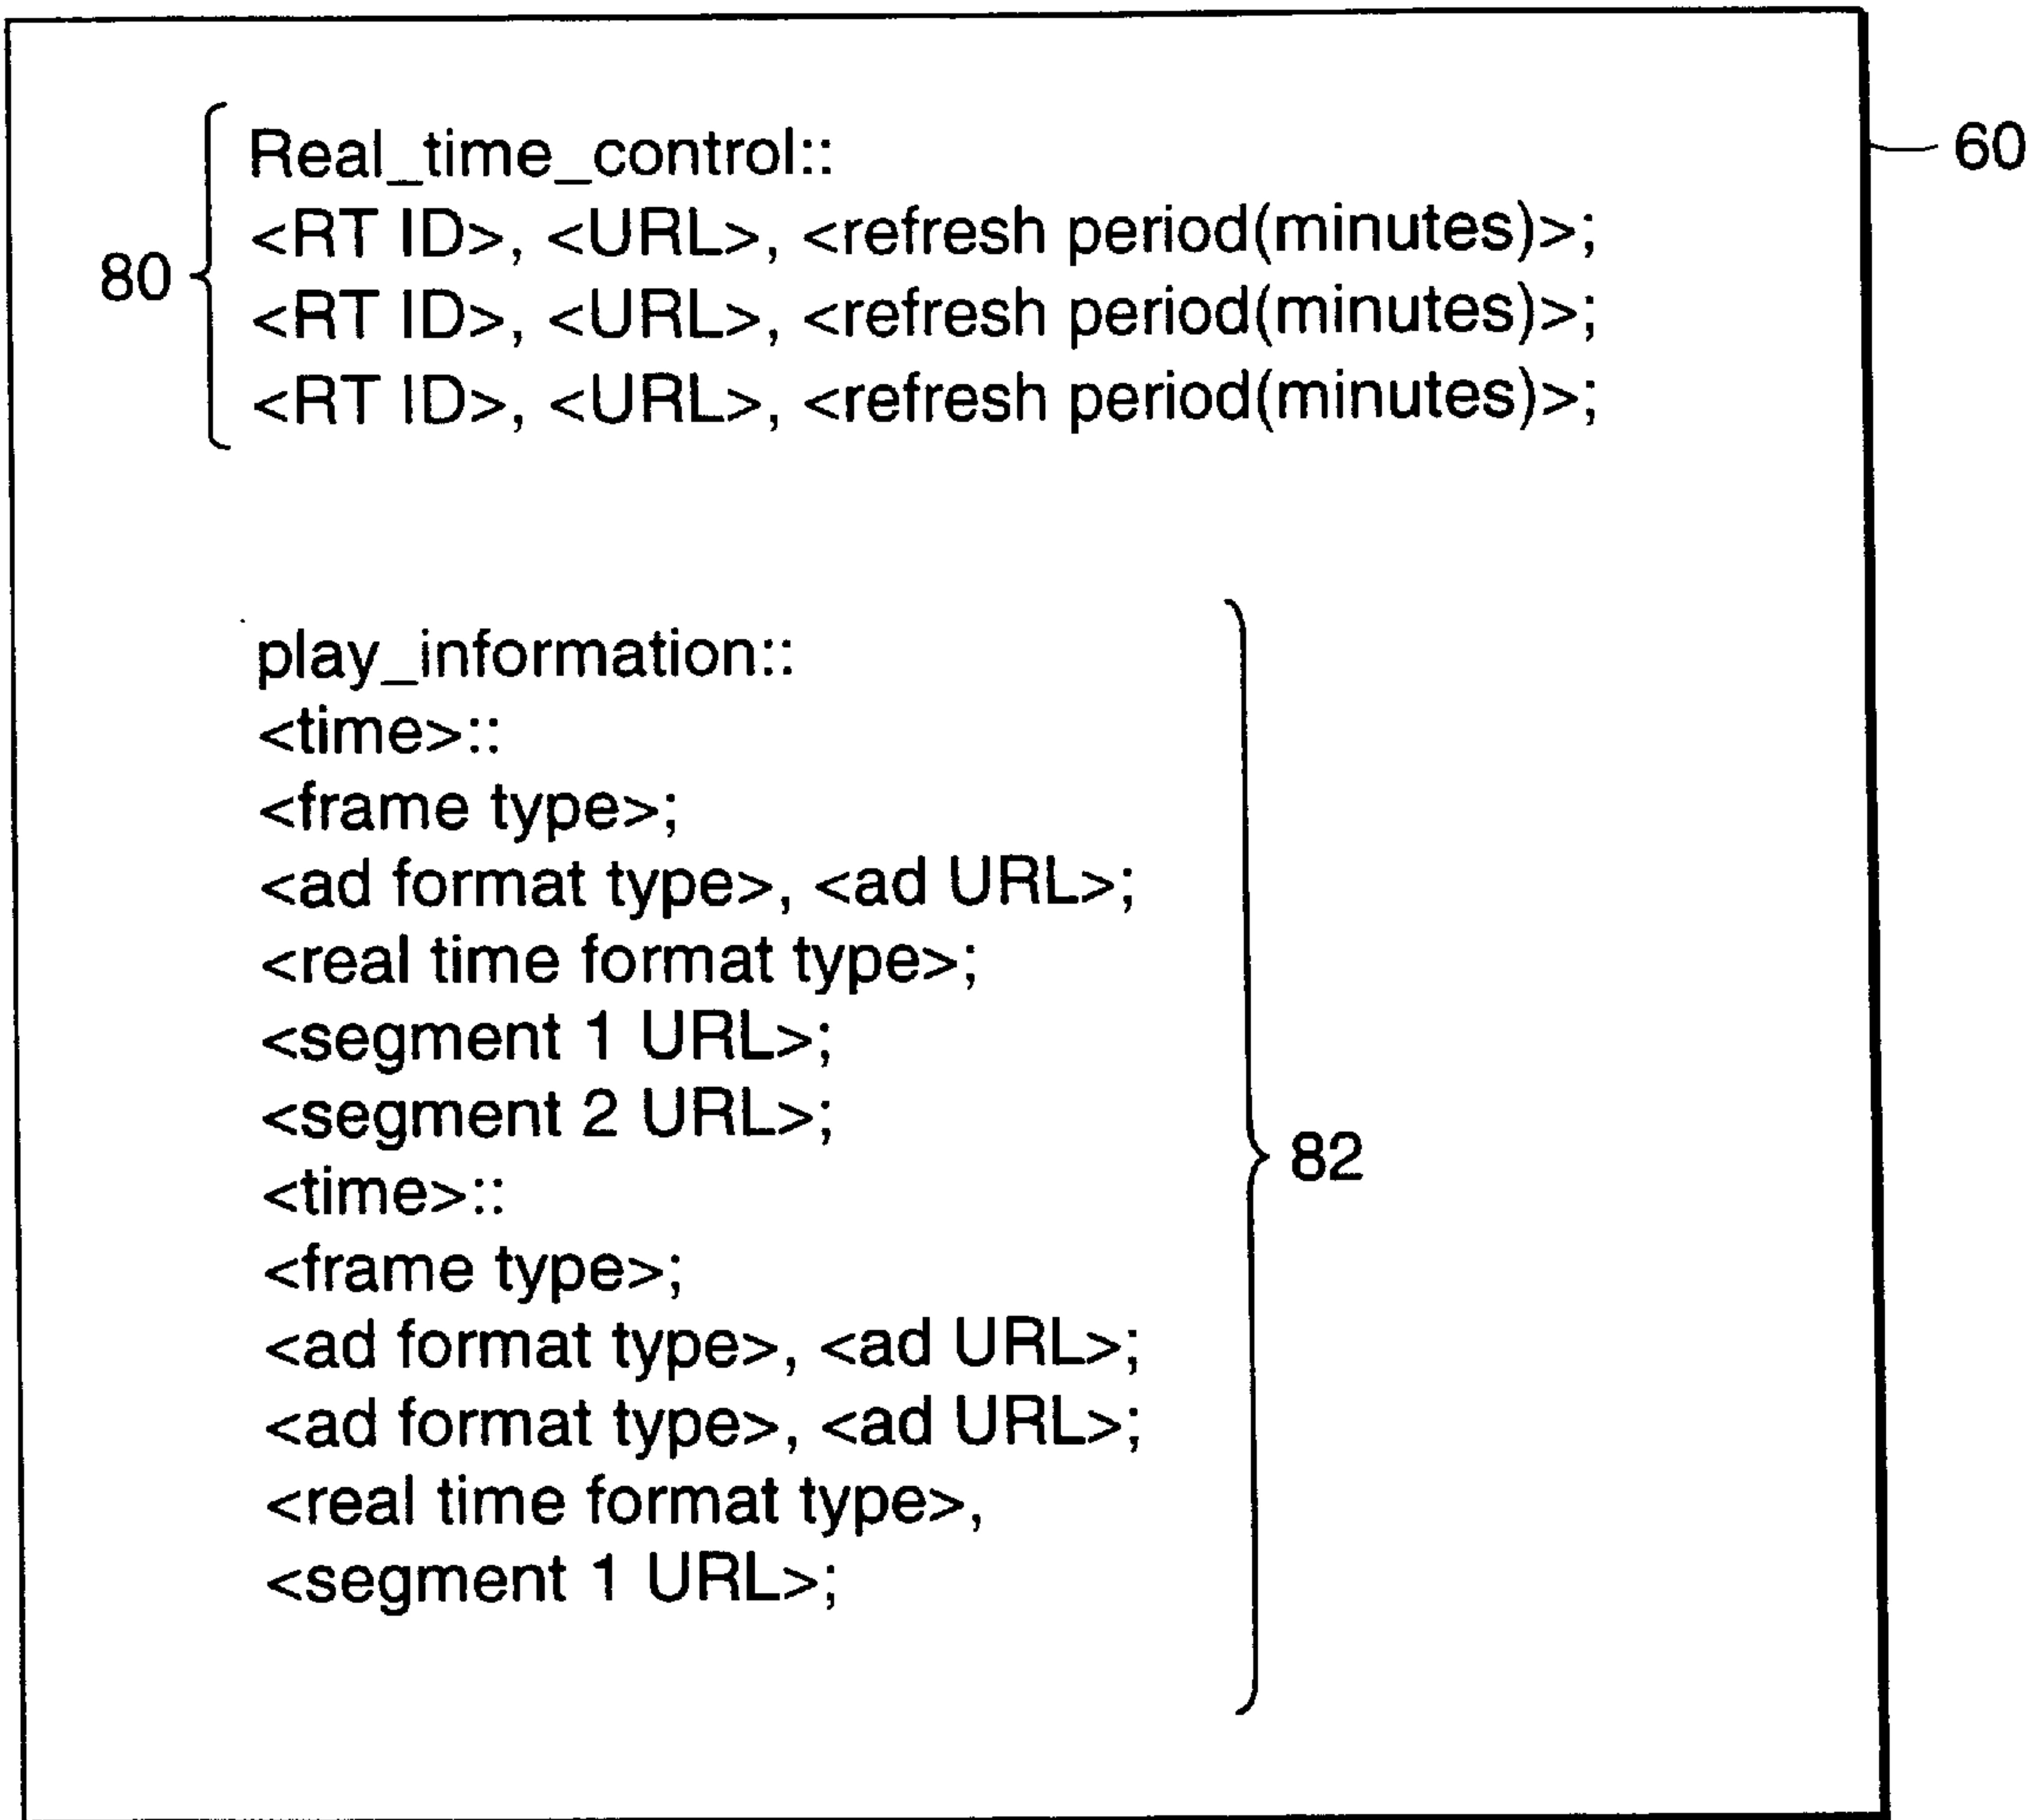 Real_time_control::
60
<RT ID>, <URL>, <refresh period(minutes)>;
80
<RT ID>, <URL>, <refresh period(minutes)>;
<RT ID>, <URL>, <refresh period(minutes)>;
play_information::
<time>::
<frame type>;
<ad format type>, <ad URL>;
<real time format type>;
<segment 1 URL>;
<segment 2 URL>;
82
<time>::
<frame type>;
<ad format type>, <ad URL>;
<ad format type>, <ad URL>;
<real time format type>,
<segment 1 URL>;